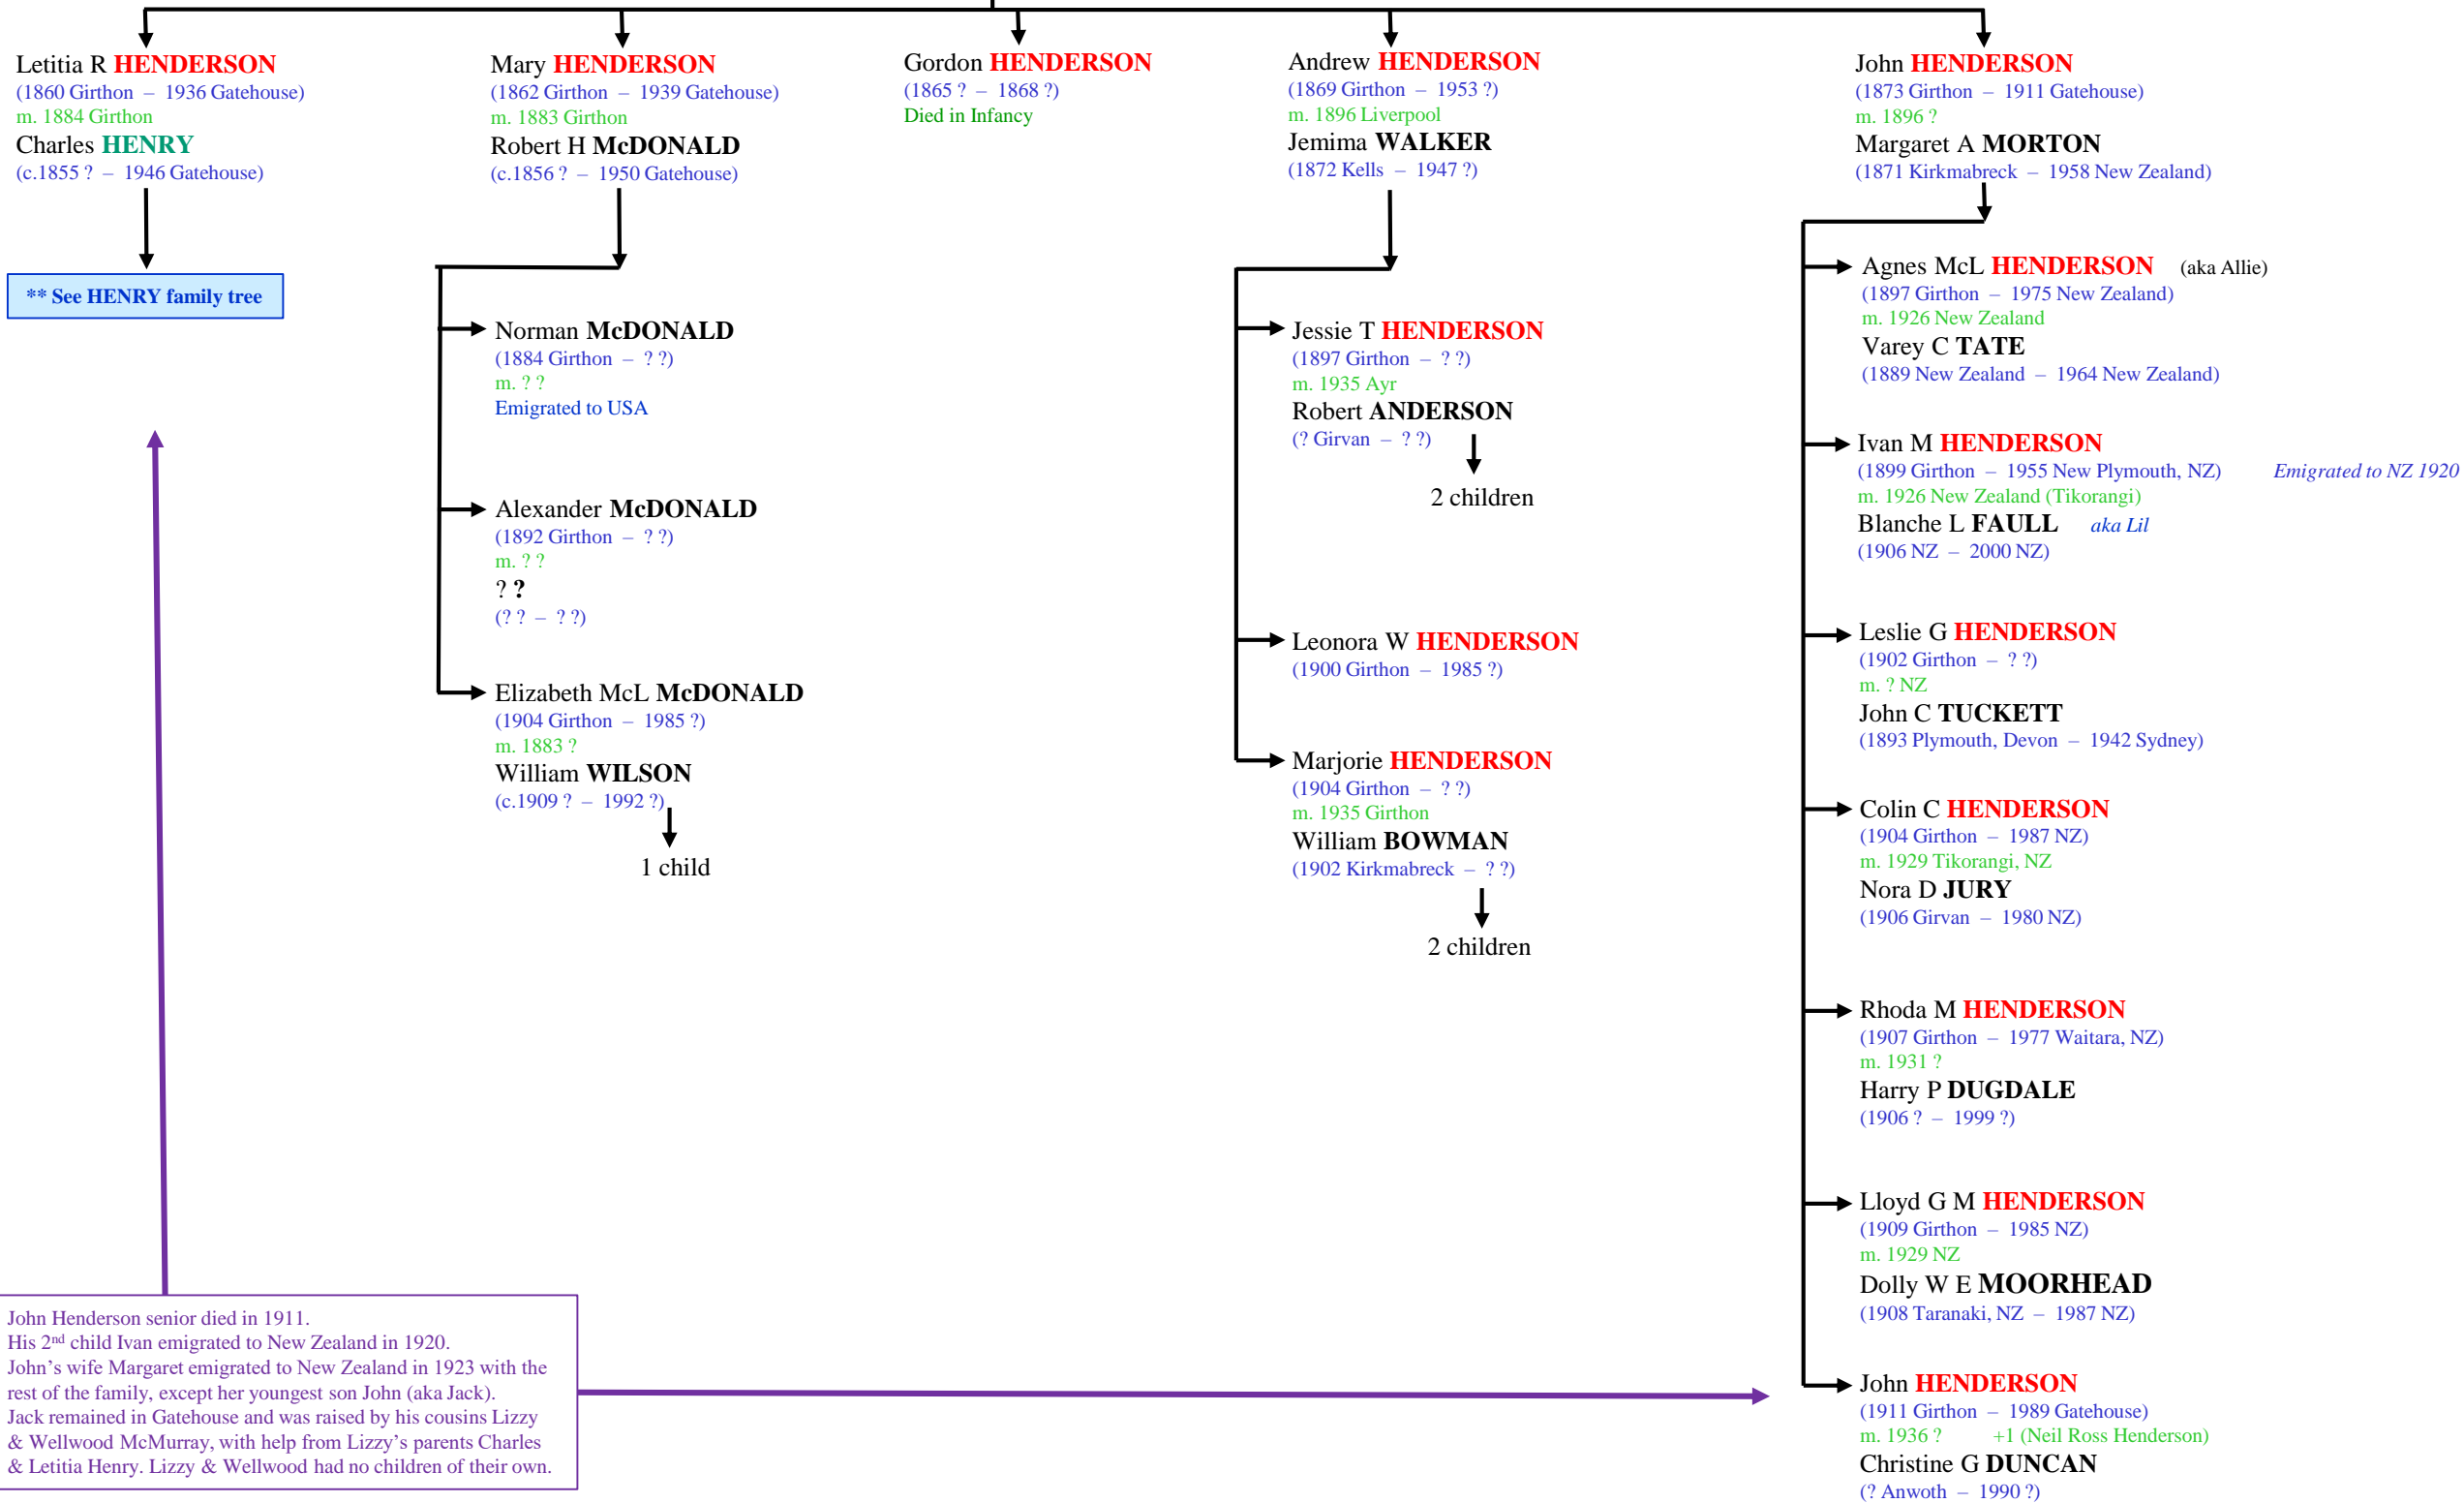 Letitia R HENDERSON
(1860 Girthon – 1936 Gatehouse)
m. 1884 Girthon
Charles HENRY
(c.1855 ? – 1946 Gatehouse)
** See HENRY family tree
Mary HENDERSON
(1862 Girthon – 1939 Gatehouse)
m. 1883 Girthon
Robert H McDONALD
(c.1856 ? – 1950 Gatehouse)
Norman McDONALD
(1884 Girthon – ? ?)
m. ? ?
Emigrated to USA
Alexander McDONALD
(1892 Girthon – ? ?)
m. ? ?
? ?
(? ? – ? ?)
Elizabeth McL McDONALD
(1904 Girthon – 1985 ?)
m. 1883 ?
William WILSON
(c.1909 ? – 1992 ?)
1 child
Gordon HENDERSON
(1865 ? – 1868 ?)
Died in Infancy
Andrew HENDERSON
(1869 Girthon – 1953 ?)
m. 1896 Liverpool
Jemima WALKER
(1872 Kells – 1947 ?)
Jessie T HENDERSON
(1897 Girthon – ? ?)
m. 1935 Ayr
Robert ANDERSON
(? Girvan – ? ?)
2 children
Leonora W HENDERSON
(1900 Girthon – 1985 ?)
Marjorie HENDERSON
(1904 Girthon – ? ?)
m. 1935 Girthon
William BOWMAN
(1902 Kirkmabreck – ? ?)
2 children
John HENDERSON
(1873 Girthon – 1911 Gatehouse)
m. 1896 ?
Margaret A MORTON
(1871 Kirkmabreck – 1958 New Zealand)
Agnes McL HENDERSON (aka Allie)
(1897 Girthon – 1975 New Zealand)
m. 1926 New Zealand
Varey C TATE
(1889 New Zealand – 1964 New Zealand)
Ivan M HENDERSON
(1899 Girthon – 1955 New Plymouth, NZ) Emigrated to NZ 1920
m. 1926 New Zealand (Tikorangi)
Blanche L FAULL aka Lil
(1906 NZ – 2000 NZ)
Leslie G HENDERSON
(1902 Girthon – ? ?)
m. ? NZ
John C TUCKETT
(1893 Plymouth, Devon – 1942 Sydney)
Colin C HENDERSON
(1904 Girthon – 1987 NZ)
m. 1929 Tikorangi, NZ
Nora D JURY
(1906 Girvan – 1980 NZ)
Rhoda M HENDERSON
(1907 Girthon – 1977 Waitara, NZ)
m. 1931 ?
Harry P DUGDALE
(1906 ? – 1999 ?)
Lloyd G M HENDERSON
(1909 Girthon – 1985 NZ)
m. 1929 NZ
Dolly W E MOORHEAD
(1908 Taranaki, NZ – 1987 NZ)
John HENDERSON
(1911 Girthon – 1989 Gatehouse)
m. 1936 ? +1 (Neil Ross Henderson)
Christine G DUNCAN
(? Anwoth – 1990 ?)
John Henderson senior died in 1911.
His 2nd child Ivan emigrated to New Zealand in 1920.
John’s wife Margaret emigrated to New Zealand in 1923 with the
rest of the family, except her youngest son John (aka Jack).
Jack remained in Gatehouse and was raised by his cousins Lizzy
& Wellwood McMurray, with help from Lizzy’s parents Charles
& Letitia Henry. Lizzy & Wellwood had no children of their own.